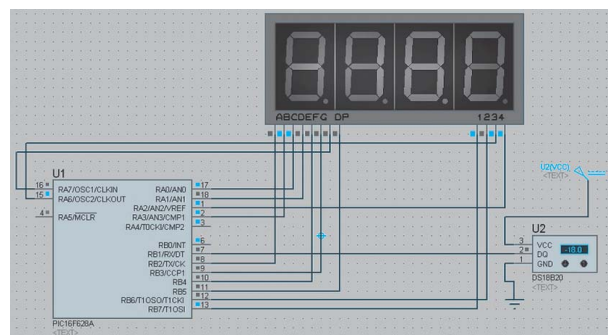 ABCDEFG DP
1234
U1
16
RA7/OSC1/CLKIN
15
RA6/OSC2/CLKOUT
4
RA5/MCLR
RA0/AN0
17
RA1/AN1
18
RA2/AN2/VREF
1
RA3/AN3/CMP1
2
RA4/T0CKI/CMP2
3
RB0/INT
6
RB1/RX/DT
7
RB2/TX/CK
8
RB3/CCP1
9
RB4
10
RB5
11
RB6/T1OSO/T1CKI
12
RB7/T1OSI
13
PIC16F628A
<TEXT>
U2(VCC)
<TEXT>
U2
3
VCC
2
DQ
1
GND
-18.0
DS18B20
<TEXT>